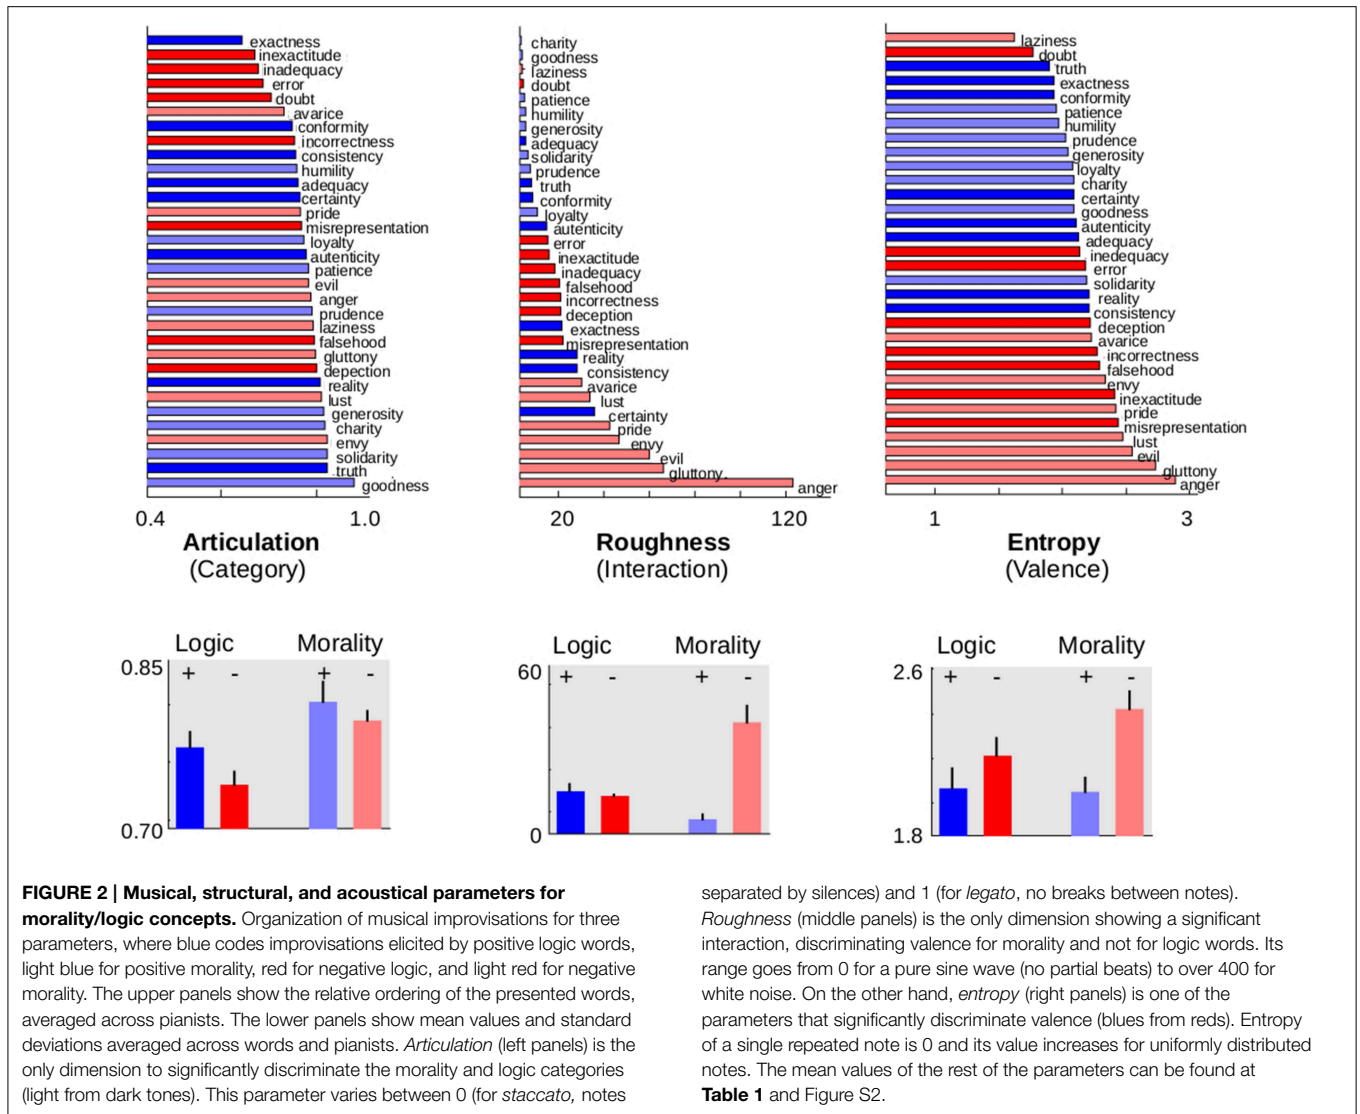 exactness
inexactitude
inadequacy
error
doubt
avarice
conformity
incorrectness
consistency
humility
adequacy
certainty
pride
misrepresentation
loyalty
autenticity
patience
evil
anger
prudence
laziness
falsehood
gluttony
depection
reality
lust
generosity
charity
envy
solidarity
truth
goodness
0.4 1.0
Articulation
(Category)
charity
goodness
laziness
doubt
patience
humility
generosity
adequacy
solidarity
prudence
truth
conformity
loyalty
autenticity
error
inexactitude
inadequacy
falsehood
incorrectness
deception
exactness
misrepresentation
reality
consistency
avarice
lust
certainty
pride
envy
evil
gluttony
anger
20 120
Roughness
(Interaction)
laziness
doubt
truth
exactness
conformity
patience
humility
prudence
generosity
loyalty
charity
certainty
goodness
autenticity
adequacy
inedequacy
error
solidarity
reality
consistency
deception
avarice
incorrectness
falsehood
envy
inexactitude
pride
misrepresentation
lust
evil
gluttony
anger
1 3
Entropy
(Valence)
Logic Morality
0.85
+ - + -
0.70
Logic Morality
60
+ - + -
0
Logic Morality
2.6
+ - + -
1.8
FIGURE 2 | Musical, structural, and acoustical parameters for
morality/logic concepts. Organization of musical improvisations for three
parameters, where blue codes improvisations elicited by positive logic words,
light blue for positive morality, red for negative logic, and light red for negative
morality. The upper panels show the relative ordering of the presented words,
averaged across pianists. The lower panels show mean values and standard
deviations averaged across words and pianists. Articulation (left panels) is the
only dimension to significantly discriminate the morality and logic categories
(light from dark tones). This parameter varies between 0 (for staccato, notes
separated by silences) and 1 (for legato, no breaks between notes).
Roughness (middle panels) is the only dimension showing a significant
interaction, discriminating valence for morality and not for logic words. Its
range goes from 0 for a pure sine wave (no partial beats) to over 400 for
white noise. On the other hand, entropy (right panels) is one of the
parameters that significantly discriminate valence (blues from reds). Entropy
of a single repeated note is 0 and its value increases for uniformly distributed
notes. The mean values of the rest of the parameters can be found at
Table 1 and Figure S2.